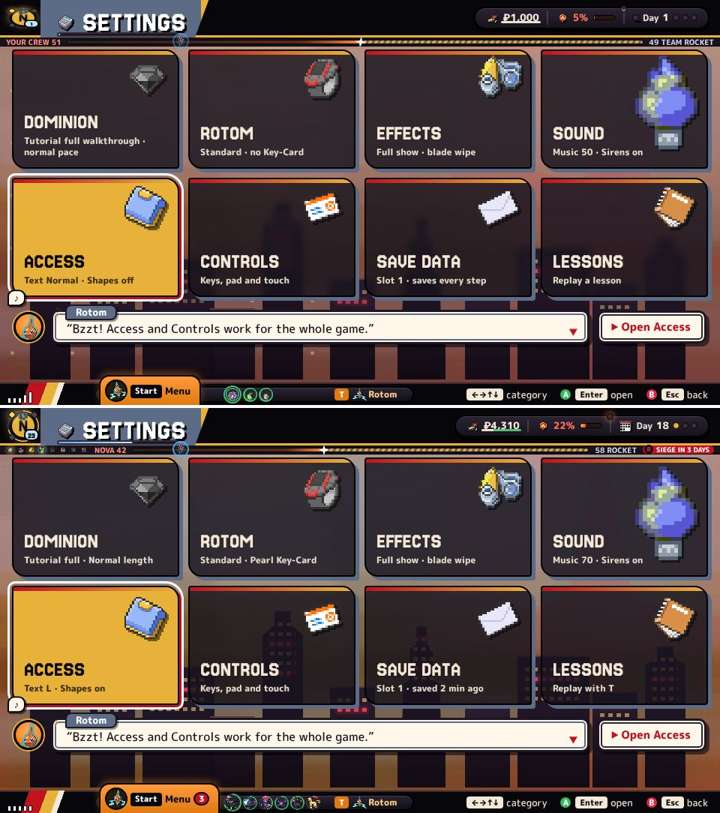 SETTINGS
₽1,000
5%
Day 1
YOUR CREW 51
49 TEAM ROCKET
DOMINION
Tutorial full walkthrough · normal pace
ROTOM
Standard · no Key-Card
EFFECTS
Full show · blade wipe
SOUND
Music 50 · Sirens on
ACCESS
Text Normal · Shapes off
CONTROLS
Keys, pad and touch
SAVE DATA
Slot 1 · saves every step
LESSONS
Replay a lesson
Rotom
“Bzzt! Access and Controls work for the whole game.”
Open Access
Start Menu
T Rotom
←→↑↓ category
A Enter open
B Esc back
SETTINGS
₽4,310
22%
Day 18
NOVA 42
58 ROCKET
SIEGE IN 3 DAYS
DOMINION
Tutorial full · Normal length
ROTOM
Standard · Pearl Key-Card
EFFECTS
Full show · blade wipe
SOUND
Music 70 · Sirens on
ACCESS
Text L · Shapes on
CONTROLS
Keys, pad and touch
SAVE DATA
Slot 1 · saved 2 min ago
LESSONS
Replay with T
Rotom
“Bzzt! Access and Controls work for the whole game.”
Open Access
Start Menu 3
T Rotom
←→↑↓ category
A Enter open
B Esc back